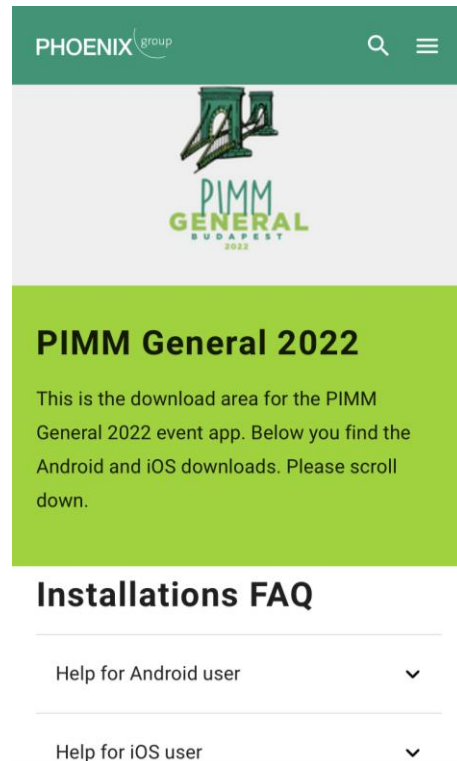 PHOENIX group
PIMM
GENERAL
BUDAPEST
2022
PIMM General 2022
This is the download area for the PIMM
General 2022 event app. Below you find the
Android and iOS downloads. Please scroll
down.
Installations FAQ
Help for Android user
Help for iOS user